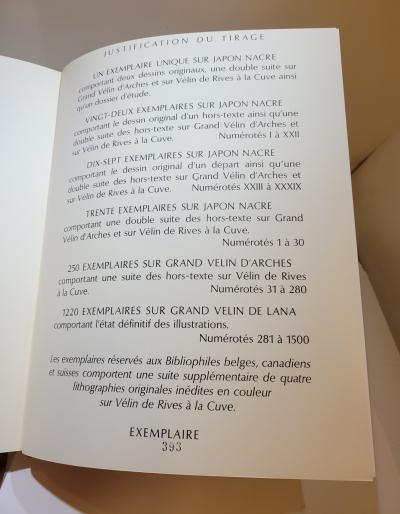 JUSTIFICATION DU TIRAGE
UN EXEMPLAIRE UNIQUE SUR JAPON NACRE
comportant deux dessins originaux, une double suite sur
Grand Vélin d'Arches et sur Vélin de Rives à la Cuve ainsi
qu'un dossier d'étude.
VINGT-DEUX EXEMPLAIRES SUR JAPON NACRE
comportant le dessin original d'un hors-texte ainsi qu'une
double suite des hors-texte sur Grand Vélin d'Arches et
sur Vélin de Rives à la Cuve. Numérotés I à XXII
DIX-SEPT EXEMPLAIRES SUR JAPON NACRE
comportant le dessin original d'un départ ainsi qu'une
double suite des hors-texte sur Grand Vélin d'Arches et
sur Vélin de Rives à la Cuve. Numérotés XXIII à XXXIX
TRENTE EXEMPLAIRES SUR JAPON NACRE
comportant une double suite des hors-texte sur Grand
Vélin d'Arches et sur Vélin de Rives à la Cuve.
Numérotés 1 à 30
250 EXEMPLAIRES SUR GRAND VELIN D'ARCHES
comportant une suite des hors-texte sur Vélin de Rives
à la Cuve. Numérotés 31 à 280
1220 EXEMPLAIRES SUR GRAND VELIN DE LANA
comportant l'état définitif des illustrations.
Numérotés 281 à 1500
Les exemplaires réservés aux Bibliophiles belges, canadiens
et suisses comportent une suite supplémentaire de quatre
lithographies originales inédites en couleur
sur Vélin de Rives à la Cuve.
EXEMPLAIRE
393